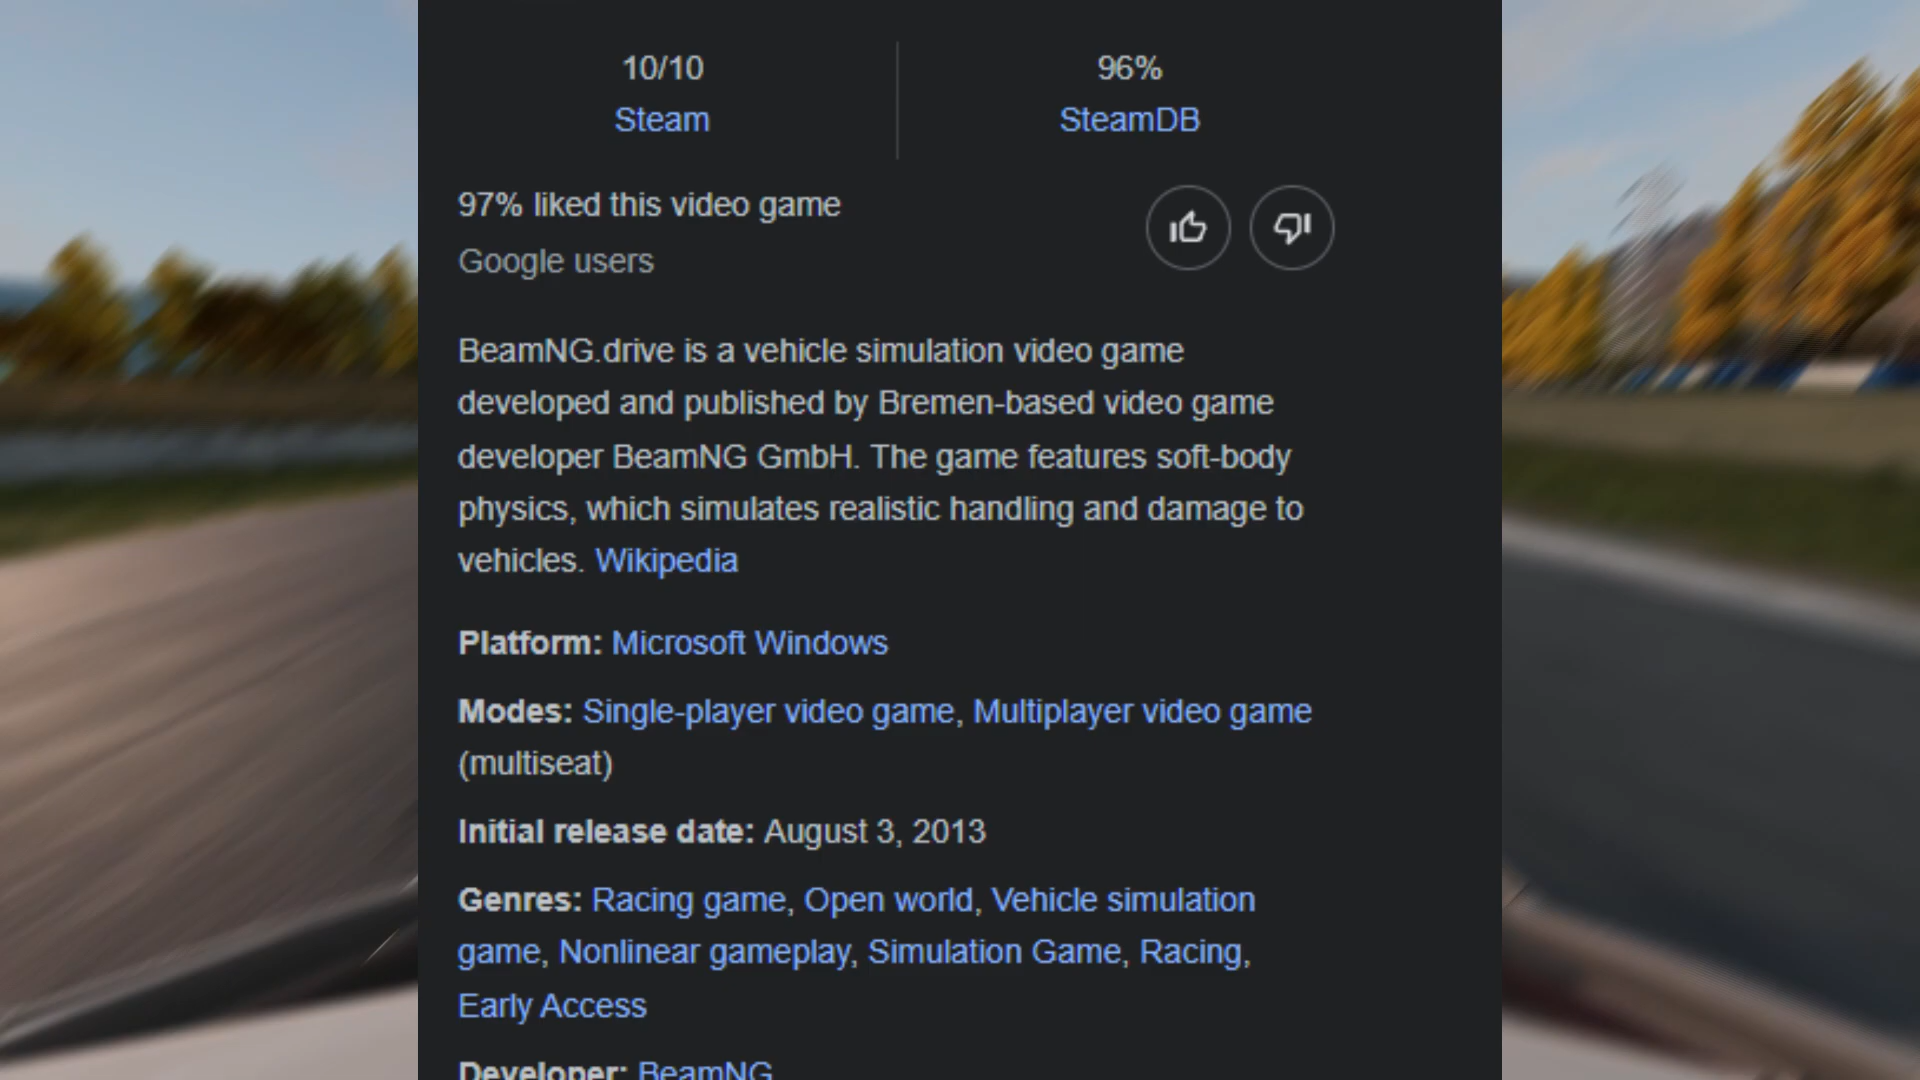 10/10
Steam
96%
SteamDB
97% liked this video game
Google users
BeamNG.drive is a vehicle simulation video game
developed and published by Bremen-based video game
developer BeamNG GmbH. The game features soft-body
physics, which simulates realistic handling and damage to
vehicles. Wikipedia
Platform: Microsoft Windows
Modes: Single-player video game, Multiplayer video game
(multiseat)
Initial release date: August 3, 2013
Genres: Racing game, Open world, Vehicle simulation
game, Nonlinear gameplay, Simulation Game, Racing,
Early Access
Developer: BeamNG